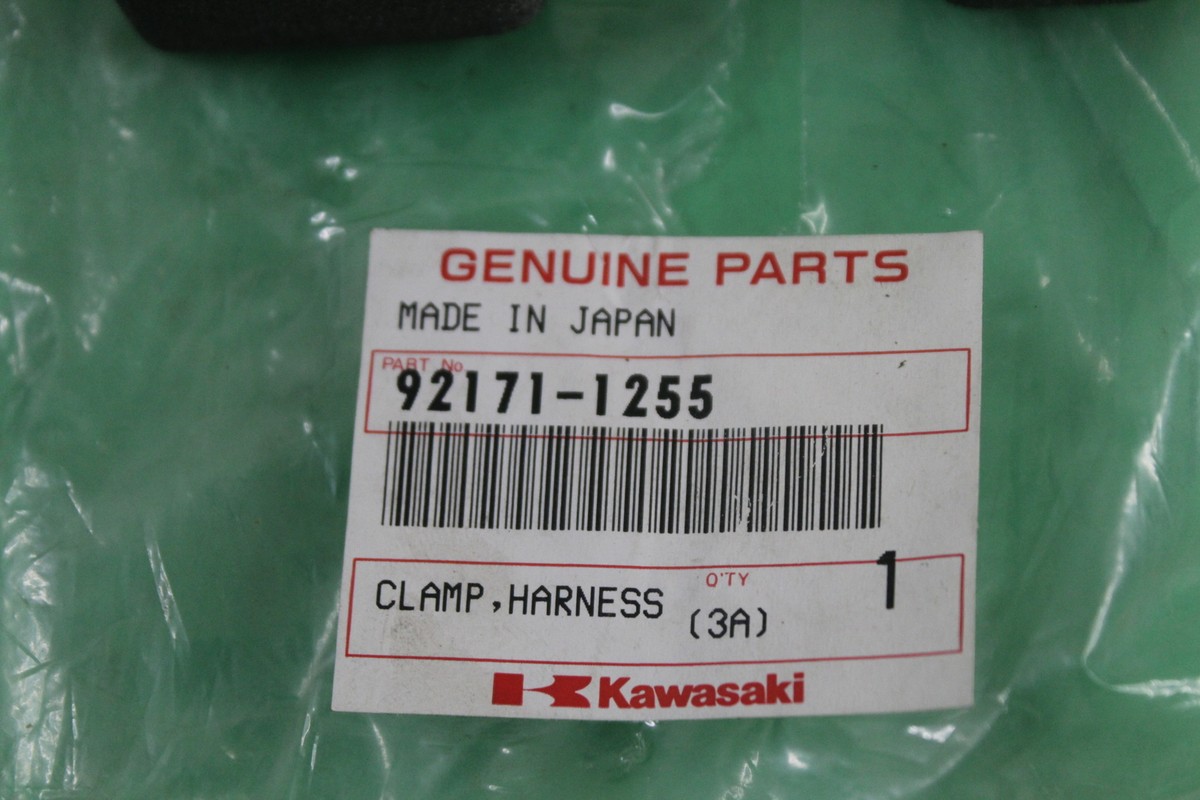 GENUINE PARTS
MADE IN JAPAN
PART No
92171-1255
CLAMP,HARNESS
Q'TY
1
(3A)
Kawasaki